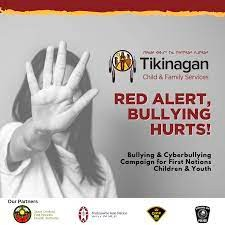 Tikinagan
Child & Family Services
RED ALERT,
BULLYING
HURTS!
Bullying & Cyberbullying
Campaign for First Nations
Children & Youth
Our Partners